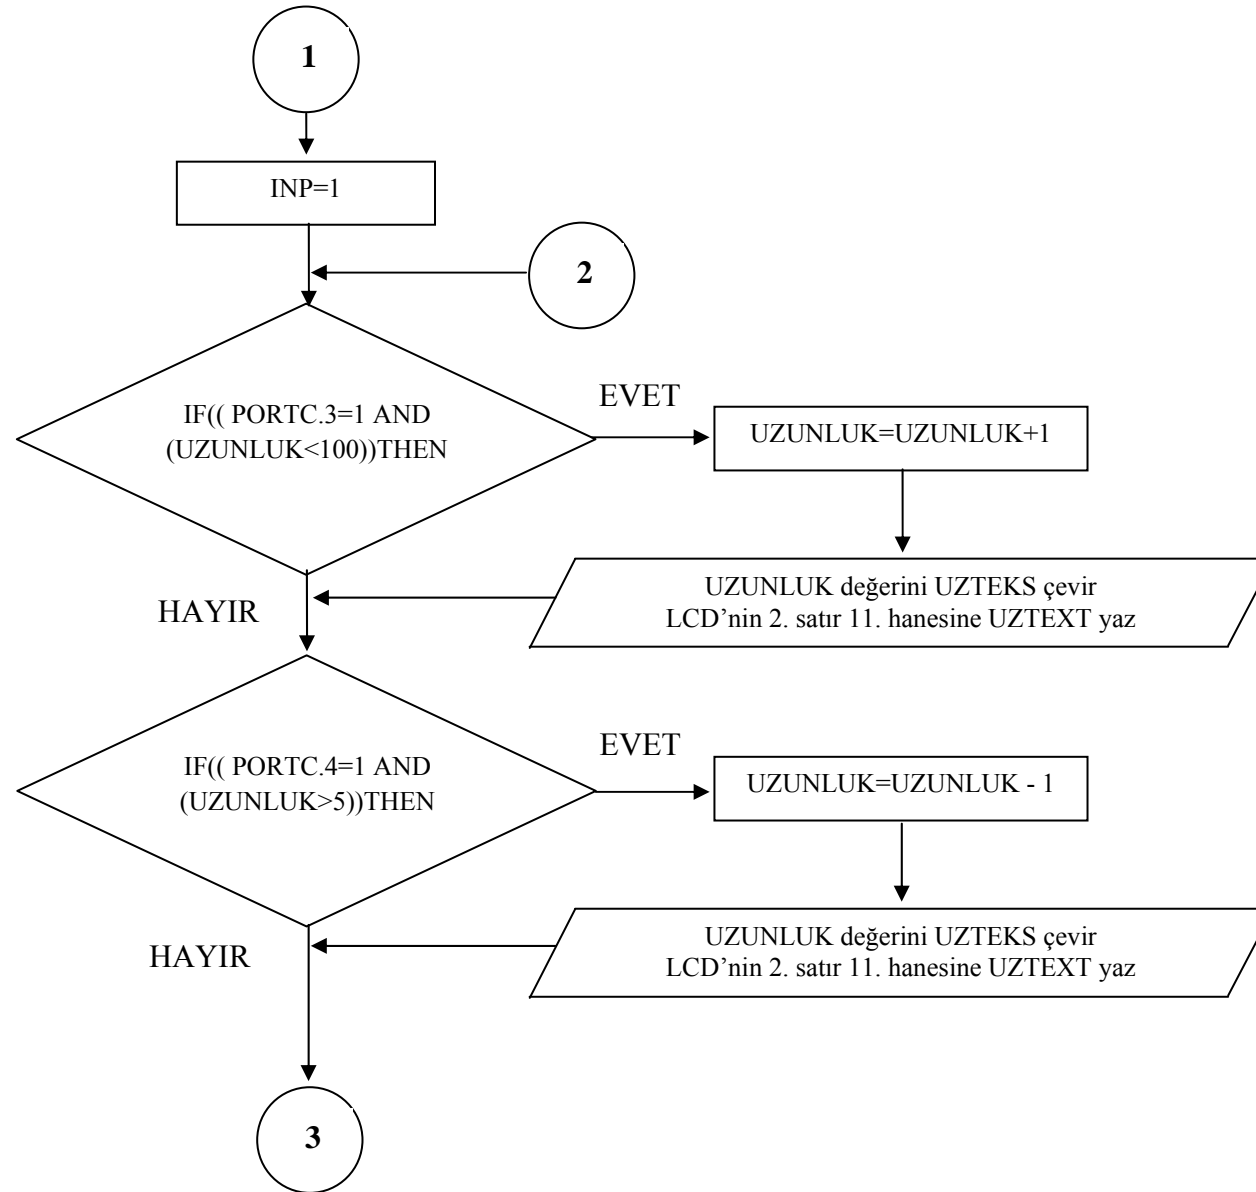 1
INP=1
2
IF(( PORTC.3=1 AND
(UZUNLUK<100))THEN
EVET
UZUNLUK=UZUNLUK+1
UZUNLUK değerini UZTEKS çevir
LCD’nin 2. satır 11. hanesine UZTEXT yaz
HAYIR
IF(( PORTC.4=1 AND
(UZUNLUK>5))THEN
EVET
UZUNLUK=UZUNLUK - 1
UZUNLUK değerini UZTEKS çevir
LCD’nin 2. satır 11. hanesine UZTEXT yaz
HAYIR
3